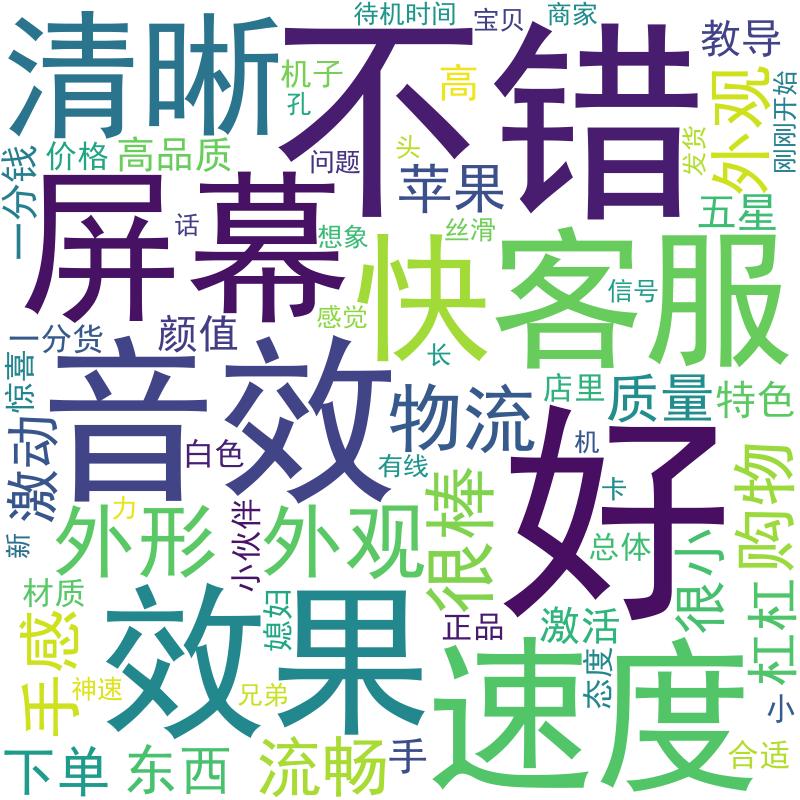 待机时间
宝贝
商家
教导
清晰
不错
机子
孔
高
外观
刚刚开始
一分钱
价格
高品质
问题
头
苹果
发货
五星
屏幕
话
想象
丝滑
快
客服
信号
感觉
惊喜
一分货
颜值
音效
长
物流
店里
质量
特色
好
激动
白色
有线
机
卡
购物
很棒
新
外形
力
小伙伴
外观
总体
很小
杠杠
材质
手感
效果
媳妇
正品
激活
速度
态度
神速
兄弟
小
下单
东西
流畅
手
合适